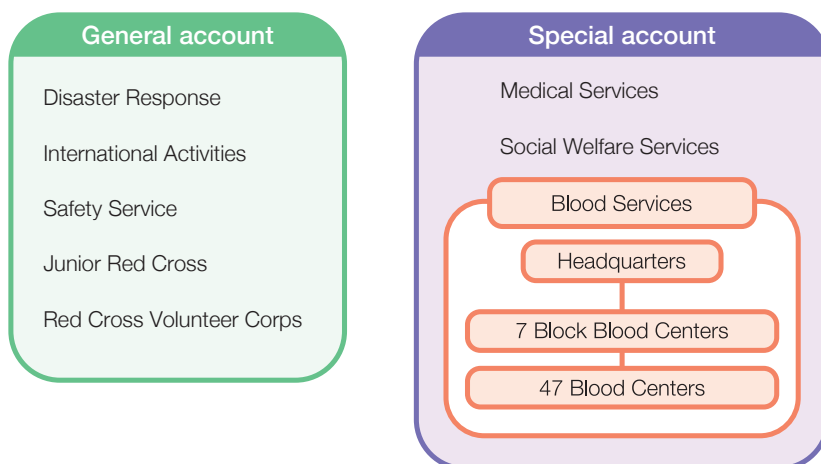 General account
Disaster Response
International Activities
Safety Service
Junior Red Cross
Red Cross Volunteer Corps
Special account
Medical Services
Social Welfare Services
Blood Services
Headquarters
7 Block Blood Centers
47 Blood Centers